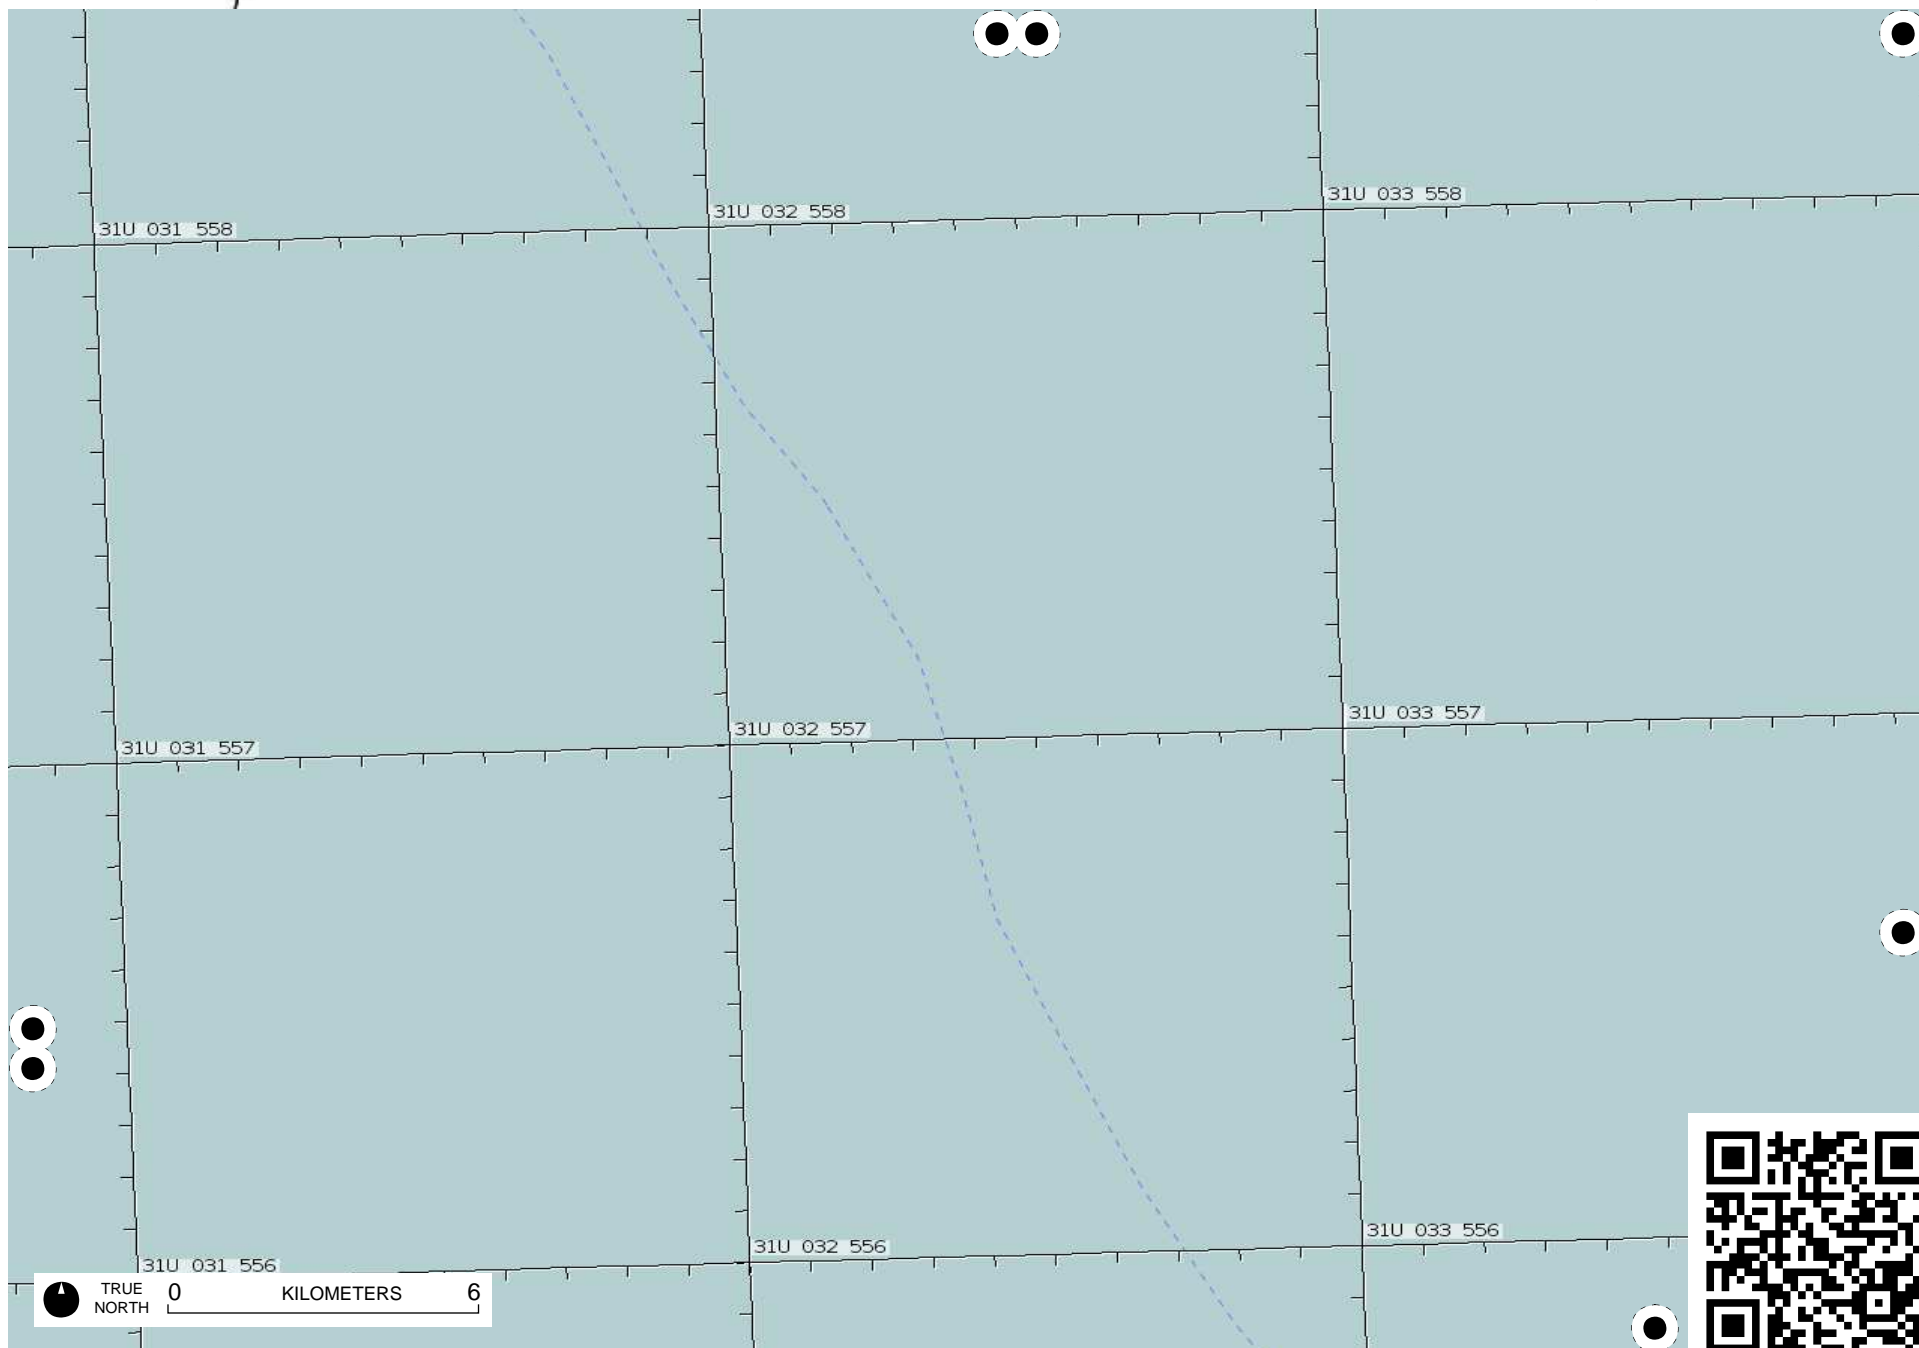 31U 033 558
31U 032 558
31U 031 558
31U 033 557
31U 032 557
31U 031 557
31U 033 556
31U 032 556
31U 031 556
TRUE NORTH
0 KILOMETERS 6